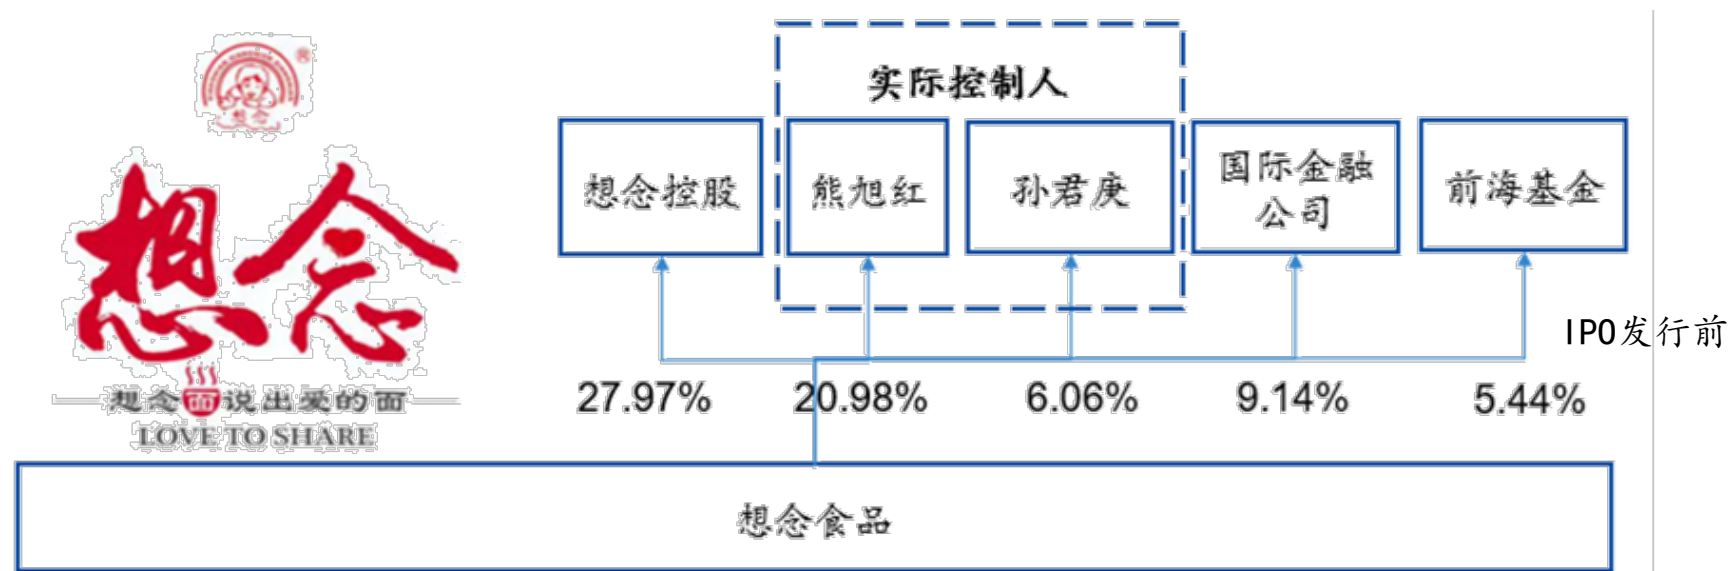 ®
想念
想念
想念面说出爱的面
LOVE TO SHARE
实际控制人
想念控股
熊旭红
孙君庚
国际金融
公司
前海基金
IPO发行前
27.97%
20.98%
6.06%
9.14%
5.44%
想念食品